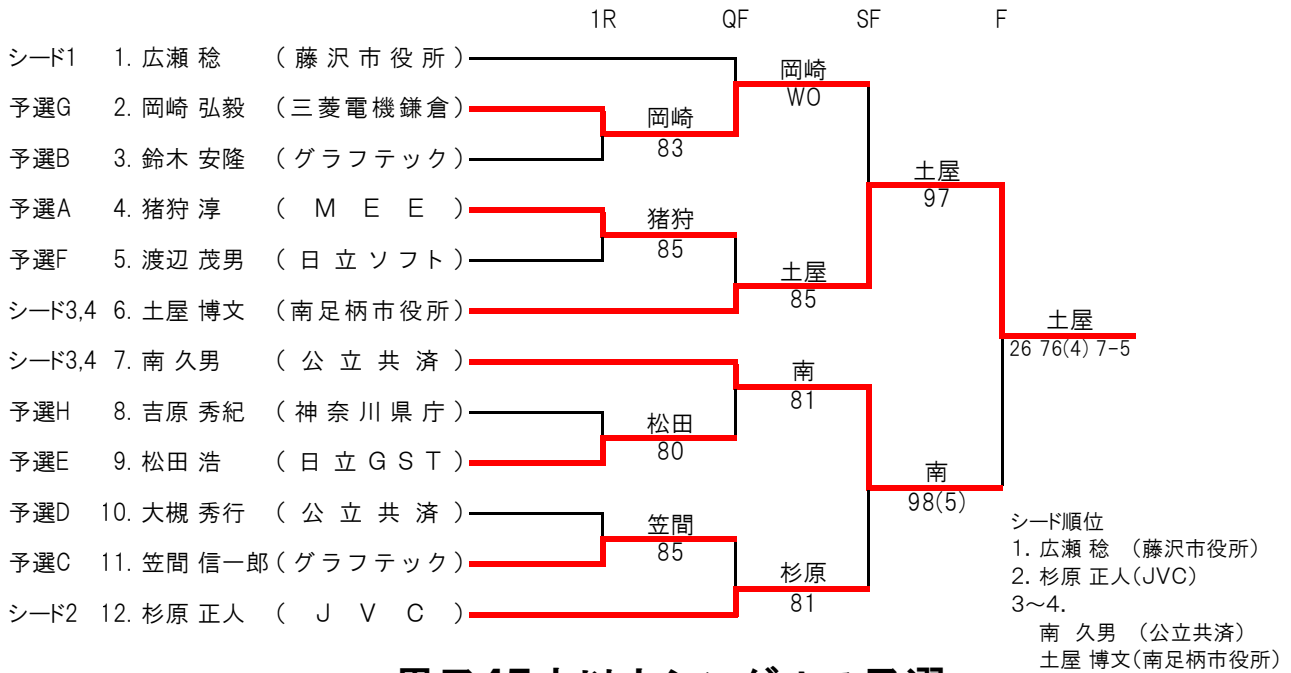 1R QF SF F
シード1 1. 広瀬 稔 (藤沢市役所)
岡崎
WO
予選G 2. 岡崎 弘毅 (三菱電機鎌倉)
岡崎
83
予選B 3. 鈴木 安隆 (グラフテック)
土屋
97
予選A 4. 猪狩 淳 (MEE)
猪狩
85
予選F 5. 渡辺 茂男 (日立ソフト)
土屋
85
シード3,4 6. 土屋 博文 (南足柄市役所)
土屋
26 76(4) 7-5
シード3,4 7. 南 久男 (公立共済)
南
81
予選H 8. 吉原 秀紀 (神奈川県庁)
松田
80
予選E 9. 松田 浩 (日立GST)
南
98(5)
予選D 10. 大槻 秀行 (公立共済)
笠間
85
予選C 11. 笠間 信一郎(グラフテック)
杉原
81
シード2 12. 杉原 正人 (JVC)
シード順位
1. 広瀬 稔 (藤沢市役所)
2. 杉原 正人(JVC)
3~4.
南 久男 (公立共済)
土屋 博文(南足柄市役所)